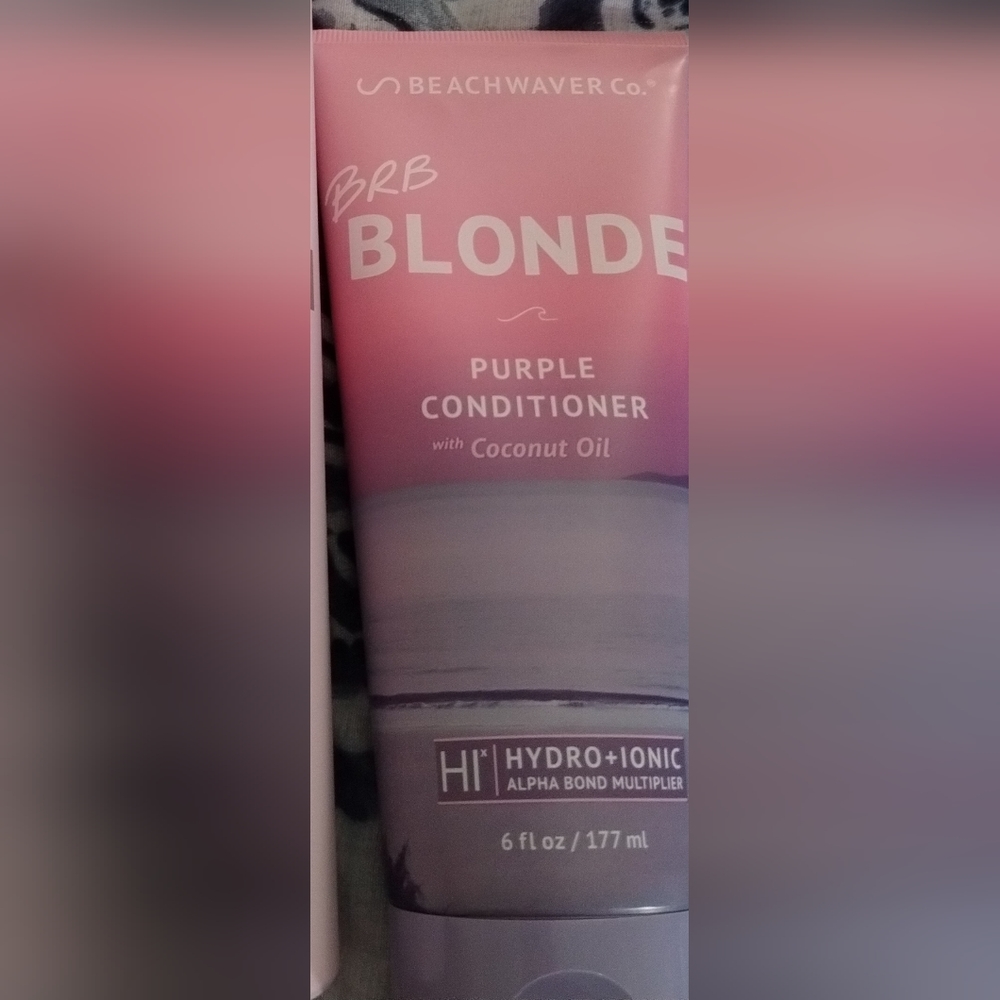 BEACHWAVER Co.®
BRB
BLONDE
PURPLE
CONDITIONER
with Coconut Oil
HIˣ HYDRO+IONIC
ALPHA BOND MULTIPLIER
6 fl oz / 177 ml